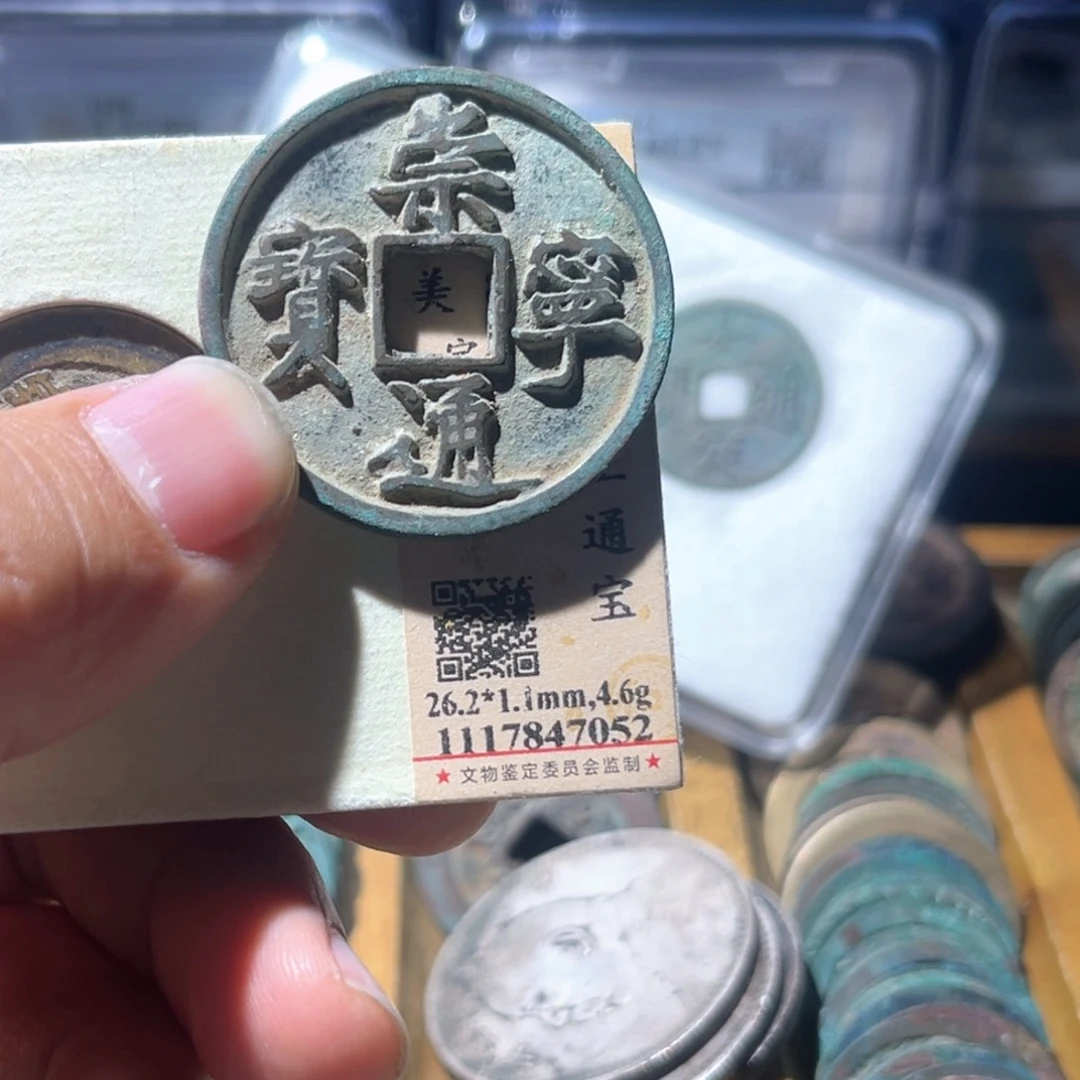 崇寧通寶
美
通宝
26.2*1.1mm,4.6g
1117847052
★文物鉴定委员会监制★